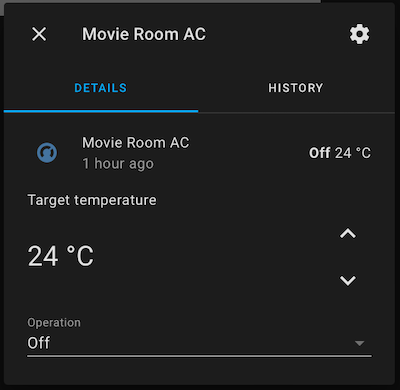 Movie Room AC
DETAILS HISTORY
Movie Room AC
1 hour ago
Off 24 °C
Target temperature
24 °C
Operation
Off